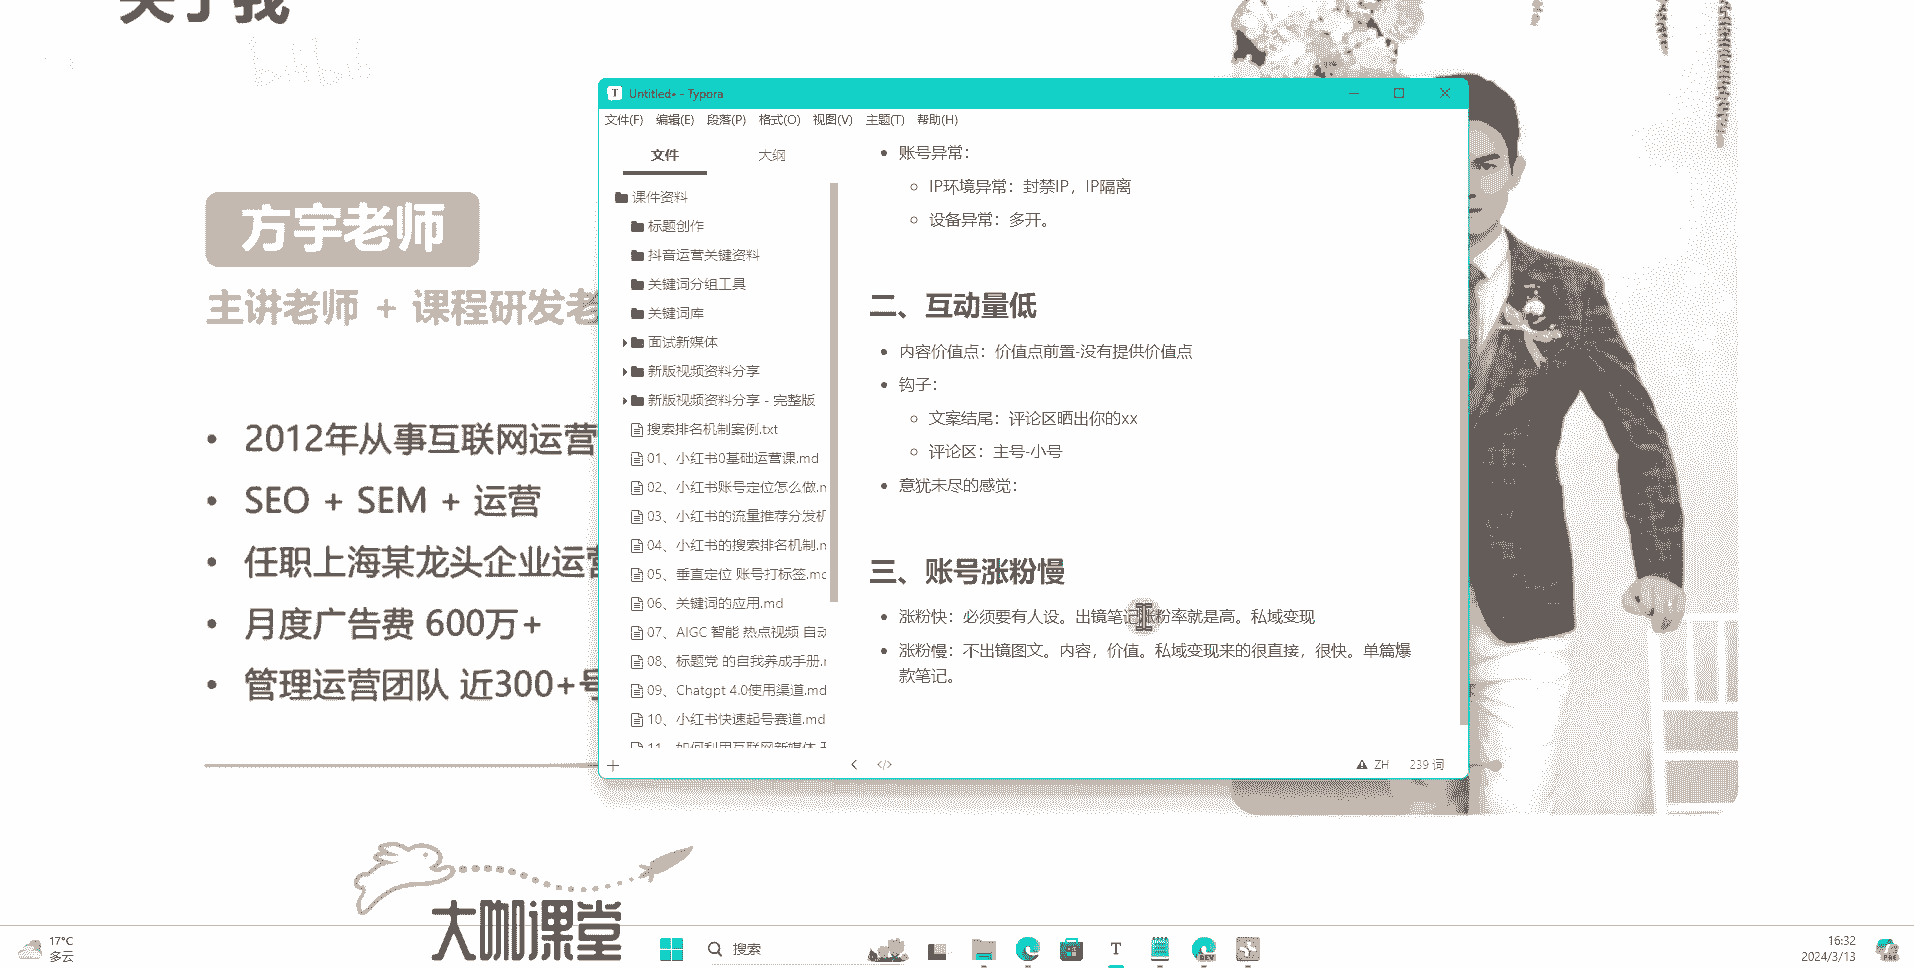 关于我
bilibili
方宇老师
主讲老师 + 课程研发老
2012年从事互联网运营
SEO + SEM + 运营
任职上海某龙头企业运营
月度广告费 600万+
管理运营团队 近300+号
大咖课堂
Untitled• - Typora
文件(F) 编辑(E) 段落(P) 格式(O) 视图(V) 主题(T) 帮助(H)
文件 大纲
课件资料
标题创作
抖音运营关键资料
关键词分组工具
关键词库
面试新媒体
新版视频资料分享
新版视频资料分享 - 完整版
搜索排名机制案例.txt
01、小红书0基础运营课.md
02、小红书账号定位怎么做.m
03、小红书的流量推荐分发机
04、小红书的搜索排名机制.m
05、垂直定位 账号打标签.mc
06、关键词的应用.md
07、AIGC 智能 热点视频 自动
08、标题党 的自我养成手册.r
09、Chatgpt 4.0使用渠道.md
10、小红书快速起号赛道.md
11、如何利用互联网新媒体
账号异常：
IP环境异常：封禁IP，IP隔离
设备异常：多开。
二、互动量低
内容价值点：价值点前置-没有提供价值点
钩子：
文案结尾：评论区晒出你的xx
评论区：主号-小号
意犹未尽的感觉：
三、账号涨粉慢
涨粉快：必须要有人设。出镜笔记涨粉率就是高。私域变现
涨粉慢：不出镜图文。内容，价值。私域变现来的很直接，很快。单篇爆
款笔记。
ZH 239 词
17°C
多云
搜索
T
DEV
16:32
2024/3/13
PRE